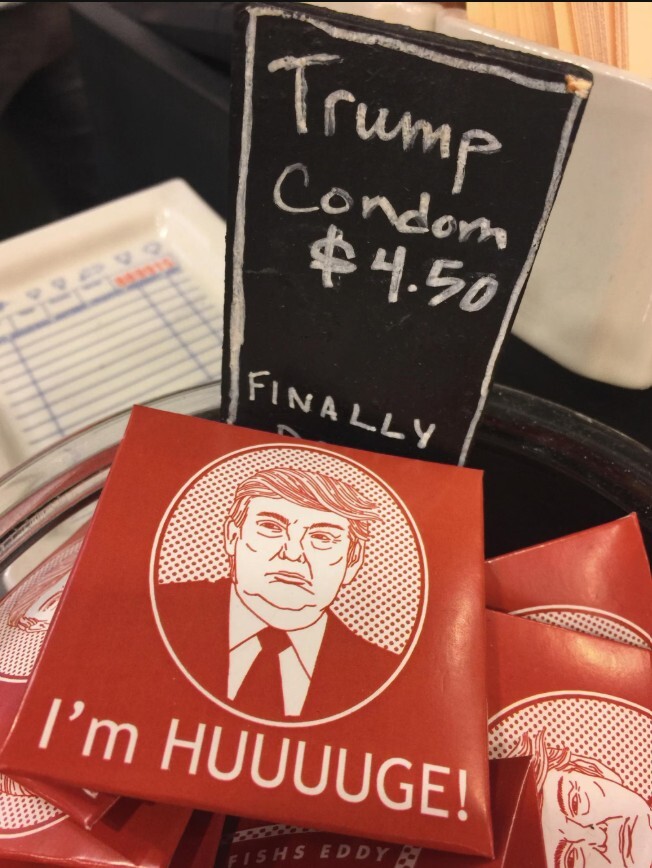 Trump
Condom
$4.50
FINALLY
I'm HUUUUGE!
FISHS EDDY